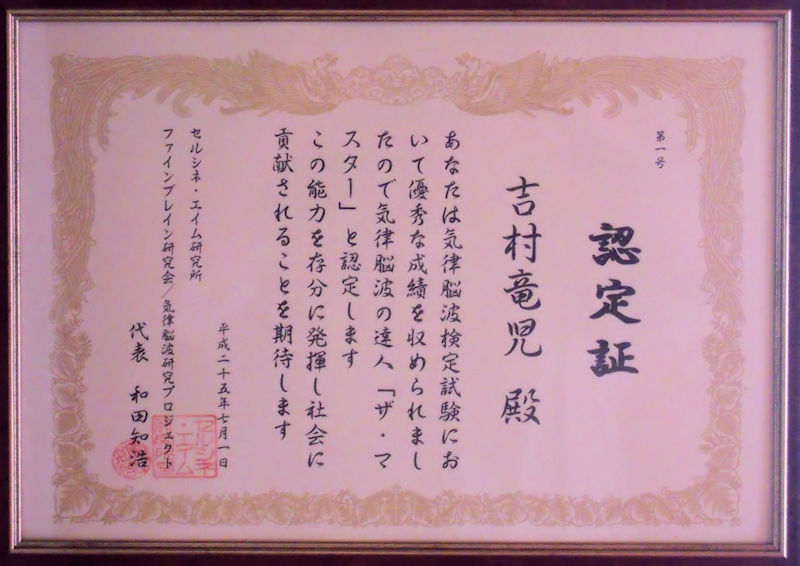 第一号
認定証
吉村竜児 殿
あなたは気律脳波検定試験にお
いて優秀な成績を収められまし
たので気律脳波の達人「ザ・マ
スター」と認定します
この能力を存分に発揮し社会に
貢献されることを期待します
平成二十五年七月一日
セルシネ・エイム研究所
ファインブレイン研究会／気律脳波研究プロジェクト
代表 和田知浩
セルシネ
・エイム